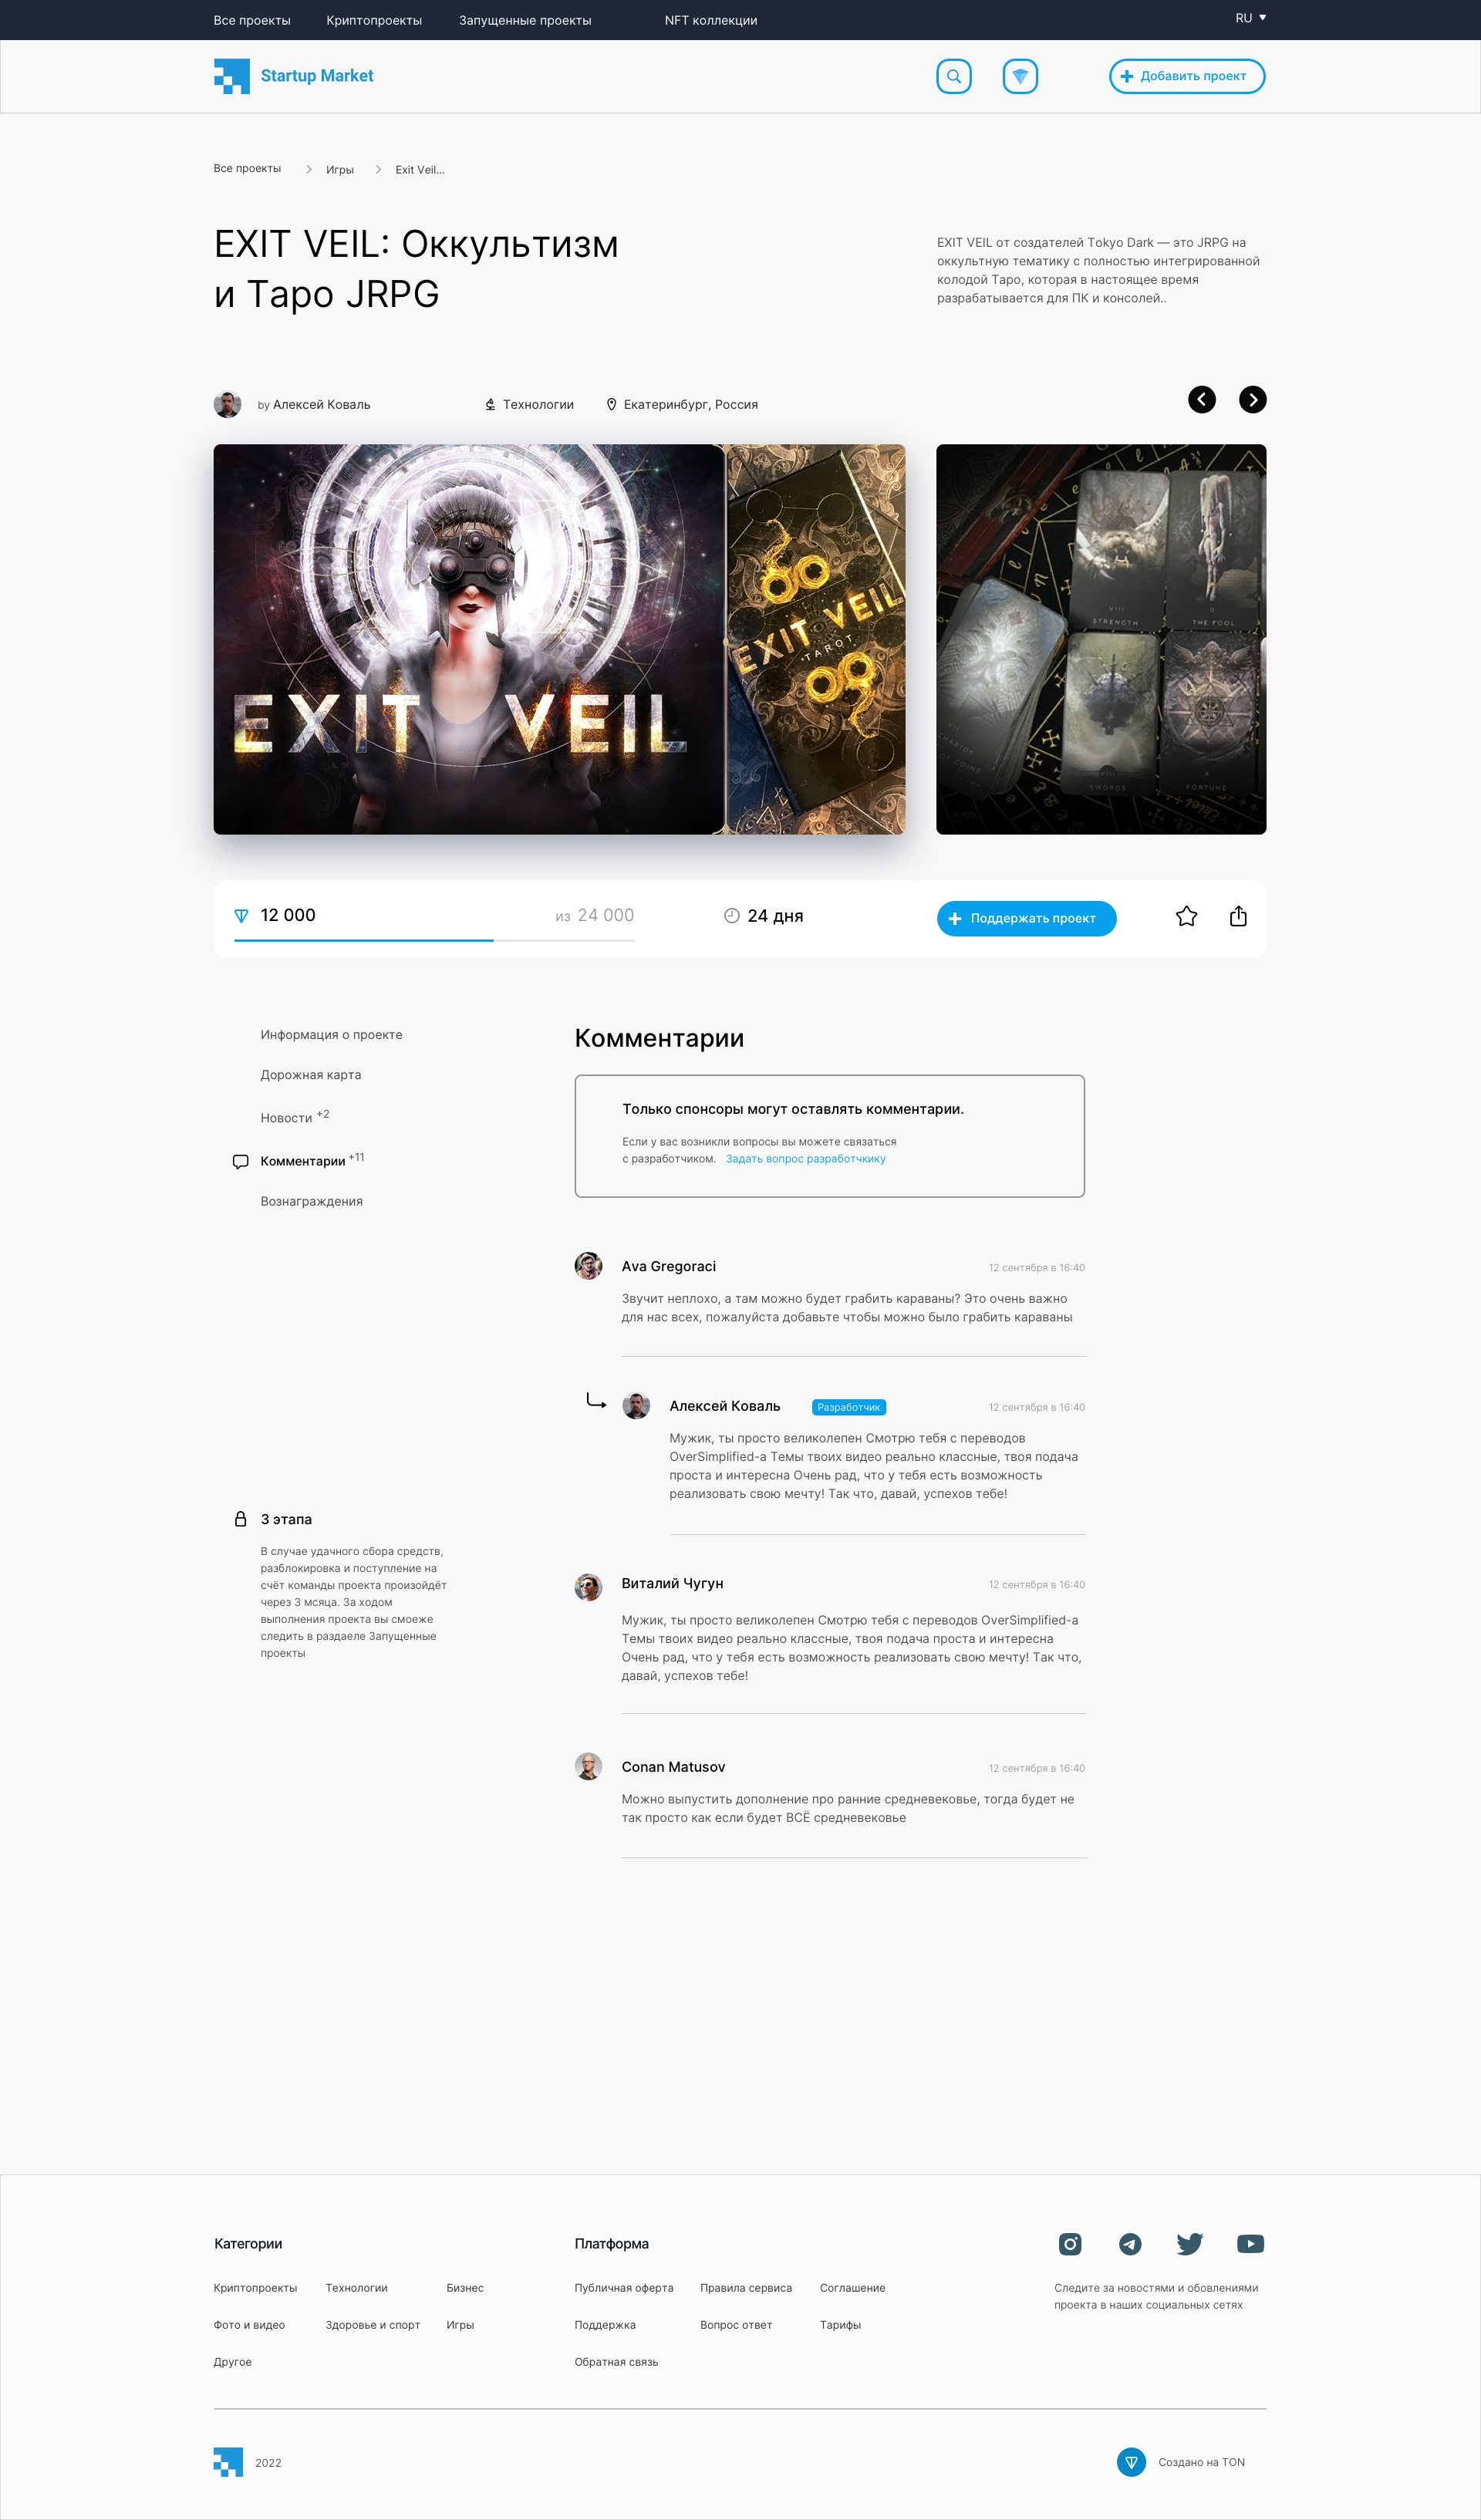 Все проекты
Криптопроекты
Запущенные проекты
NFT коллекции
RU
Startup Market
Добавить проект
Все проекты
Игры
Exit Veil...
EXIT VEIL: Оккультизм
и Таро JRPG
EXIT VEIL от создателей Tokyo Dark — это JRPG на
оккультную тематику с полностью интегрированной
колодой Таро, которая в настоящее время
разрабатывается для ПК и консолей..
by Алексей Коваль
Технологии
Екатеринбург, Россия
EXIT VEIL
EXIT VEIL
TAROT
VIII
STRENGTH
0
THE FOOL
VII
CHARIOT
OF COINS
VIII
SWORDS
X
FORTUNE
12 000
из 24 000
24 дня
Поддержать проект
Информация о проекте
Дорожная карта
Новости +2
Комментарии +11
Вознаграждения
3 этапа
В случае удачного сбора средств,
разблокировка и поступление на
счёт команды проекта произойдёт
через 3 мсяца. За ходом
выполнения проекта вы смоеже
следить в раздаеле Запущенные
проекты
Комментарии
Только спонсоры могут оставлять комментарии.
Если у вас возникли вопросы вы можете связаться
с разработчиком. Задать вопрос разработчкику
Ava Gregoraci
12 сентября в 16:40
Звучит неплохо, а там можно будет грабить караваны? Это очень важно
для нас всех, пожалуйста добавьте чтобы можно было грабить караваны
Алексей Коваль
Разработчик
12 сентября в 16:40
Мужик, ты просто великолепен Смотрю тебя с переводов
OverSimplified-а Темы твоих видео реально классные, твоя подача
проста и интересна Очень рад, что у тебя есть возможность
реализовать свою мечту! Так что, давай, успехов тебе!
Виталий Чугун
12 сентября в 16:40
Мужик, ты просто великолепен Смотрю тебя с переводов OverSimplified-а
Темы твоих видео реально классные, твоя подача проста и интересна
Очень рад, что у тебя есть возможность реализовать свою мечту! Так что,
давай, успехов тебе!
Conan Matusov
12 сентября в 16:40
Можно выпустить дополнение про ранние средневековье, тогда будет не
так просто как если будет ВСЁ средневековье
Категории
Криптопроекты
Технологии
Бизнес
Фото и видео
Здоровье и спорт
Игры
Другое
Платформа
Публичная оферта
Правила сервиса
Соглашение
Поддержка
Вопрос ответ
Тарифы
Обратная связь
Следите за новостями и обовлениями
проекта в наших социальных сетях
2022
Создано на TON